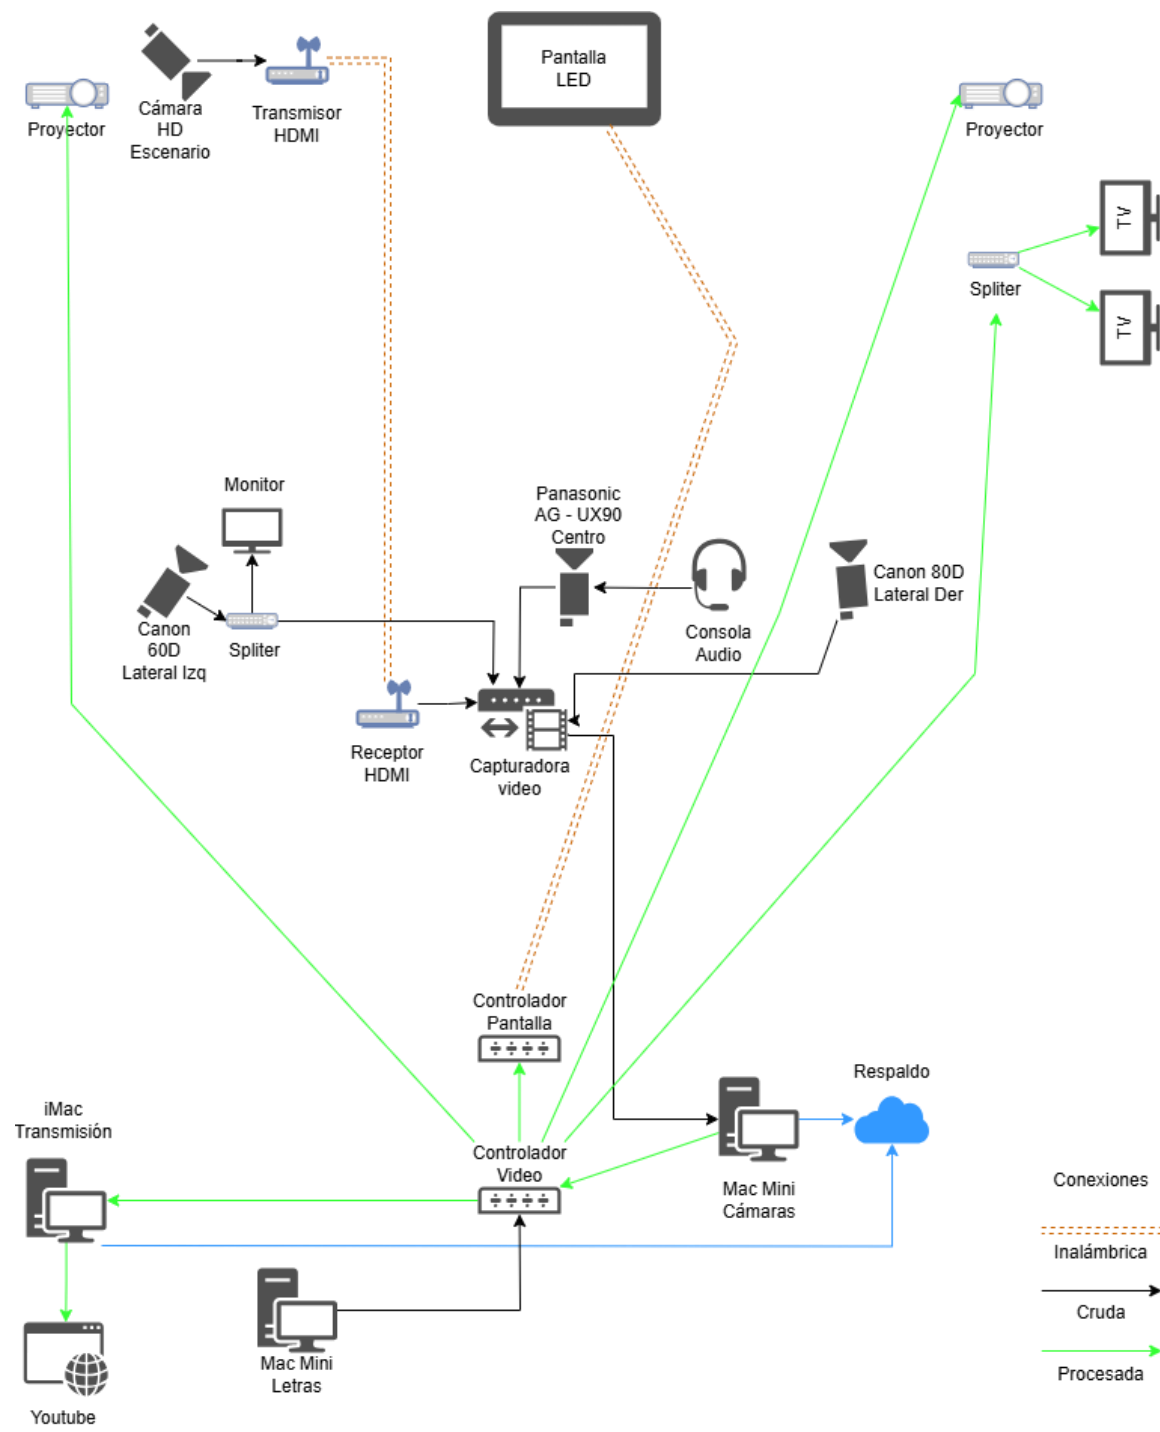 Pantalla
LED
Proyector
Cámara
HD
Escenario
Transmisor
HDMI
Proyector
TV
Spliter
TV
Monitor
Panasonic
AG - UX90
Centro
Canon 80D
Lateral Der
Canon
60D
Lateral Izq
Spliter
Consola
Audio
Receptor
HDMI
Capturadora
video
Controlador
Pantalla
Respaldo
iMac
Transmisión
Controlador
Video
Mac Mini
Cámaras
Conexiones
Inalámbrica
Cruda
Procesada
Mac Mini
Letras
Youtube